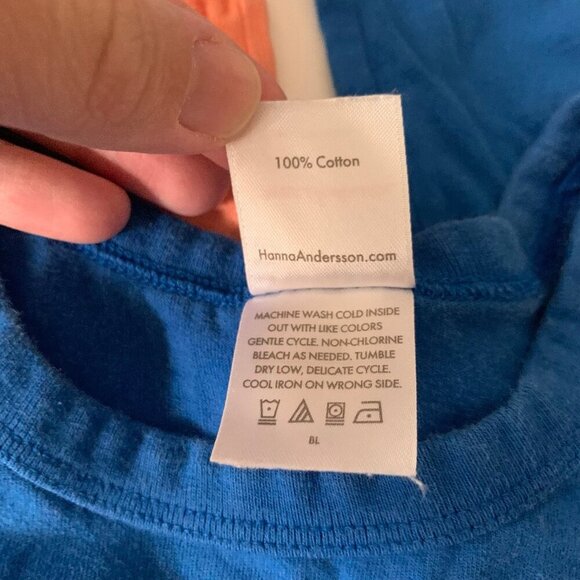 100% Cotton
HannaAndersson.com
MACHINE WASH COLD INSIDE
OUT WITH LIKE COLORS
GENTLE CYCLE. NON-CHLORINE
BLEACH AS NEEDED. TUMBLE
DRY LOW, DELICATE CYCLE.
COOL IRON ON WRONG SIDE.
BL